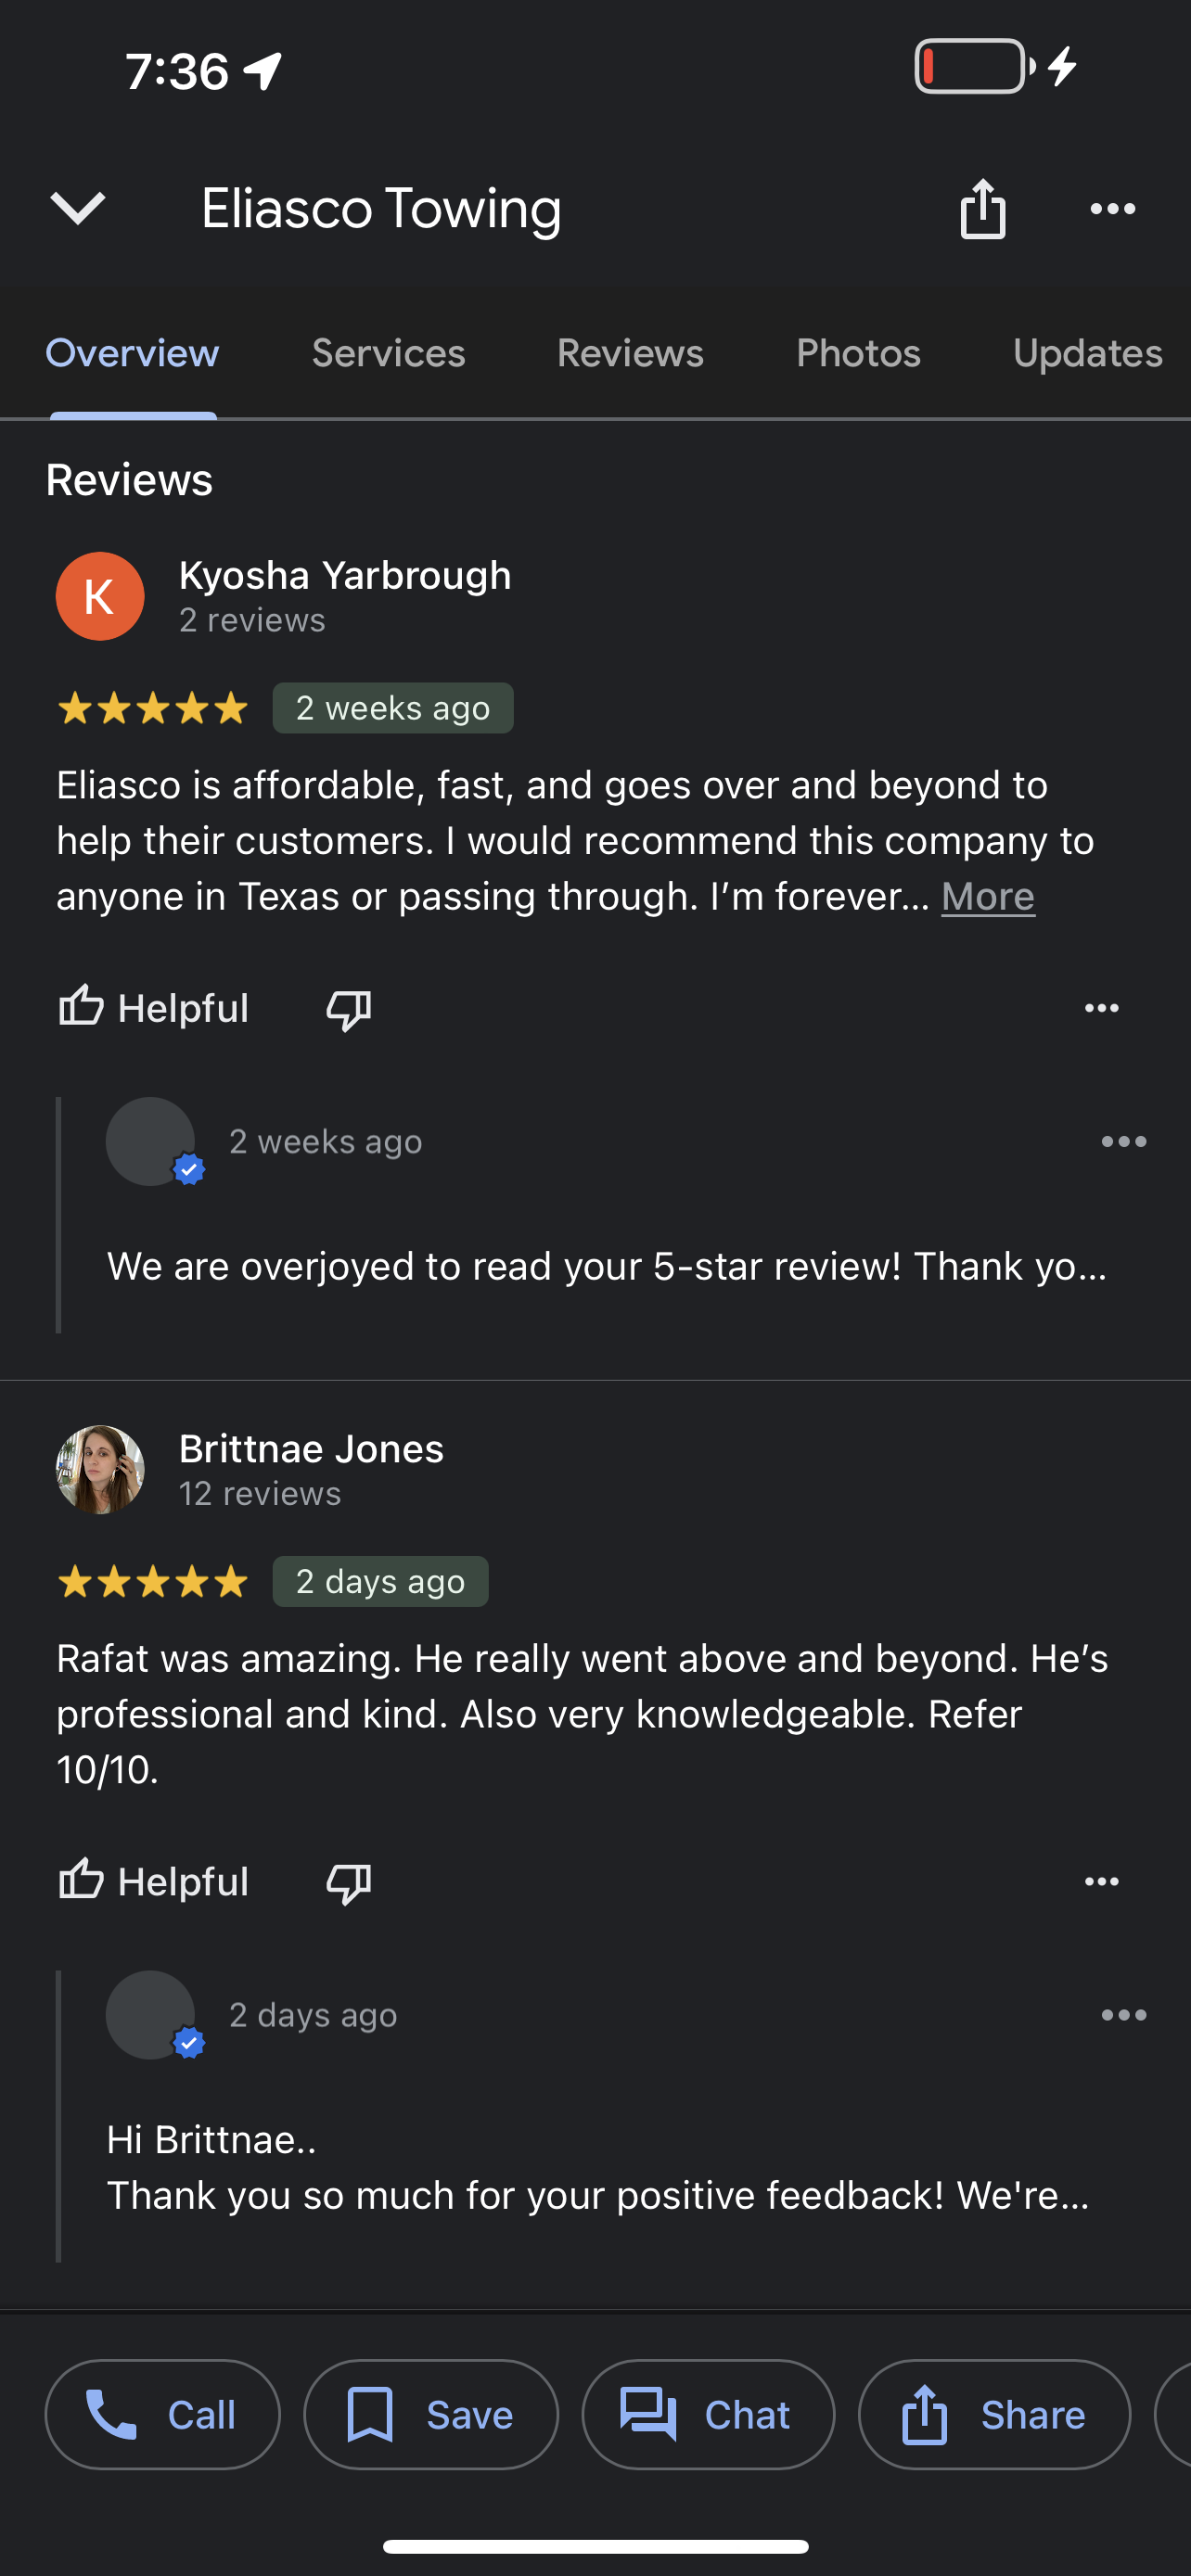 7:36
Eliasco Towing
Overview Services Reviews Photos Updates
Reviews
K
Kyosha Yarbrough
2 reviews
2 weeks ago
Eliasco is affordable, fast, and goes over and beyond to
help their customers. I would recommend this company to
anyone in Texas or passing through. I’m forever... More
Helpful
2 weeks ago
We are overjoyed to read your 5-star review! Thank yo...
Brittnae Jones
12 reviews
2 days ago
Rafat was amazing. He really went above and beyond. He’s
professional and kind. Also very knowledgeable. Refer
10/10.
Helpful
2 days ago
Hi Brittnae..
Thank you so much for your positive feedback! We're...
Call Save Chat Share